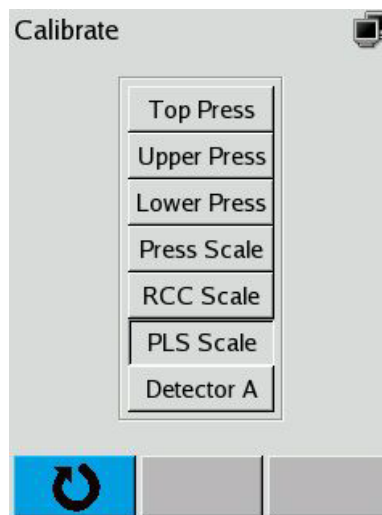 Calibrate
Top Press
Upper Press
Lower Press
Press Scale
RCC Scale
PLS Scale
Detector A